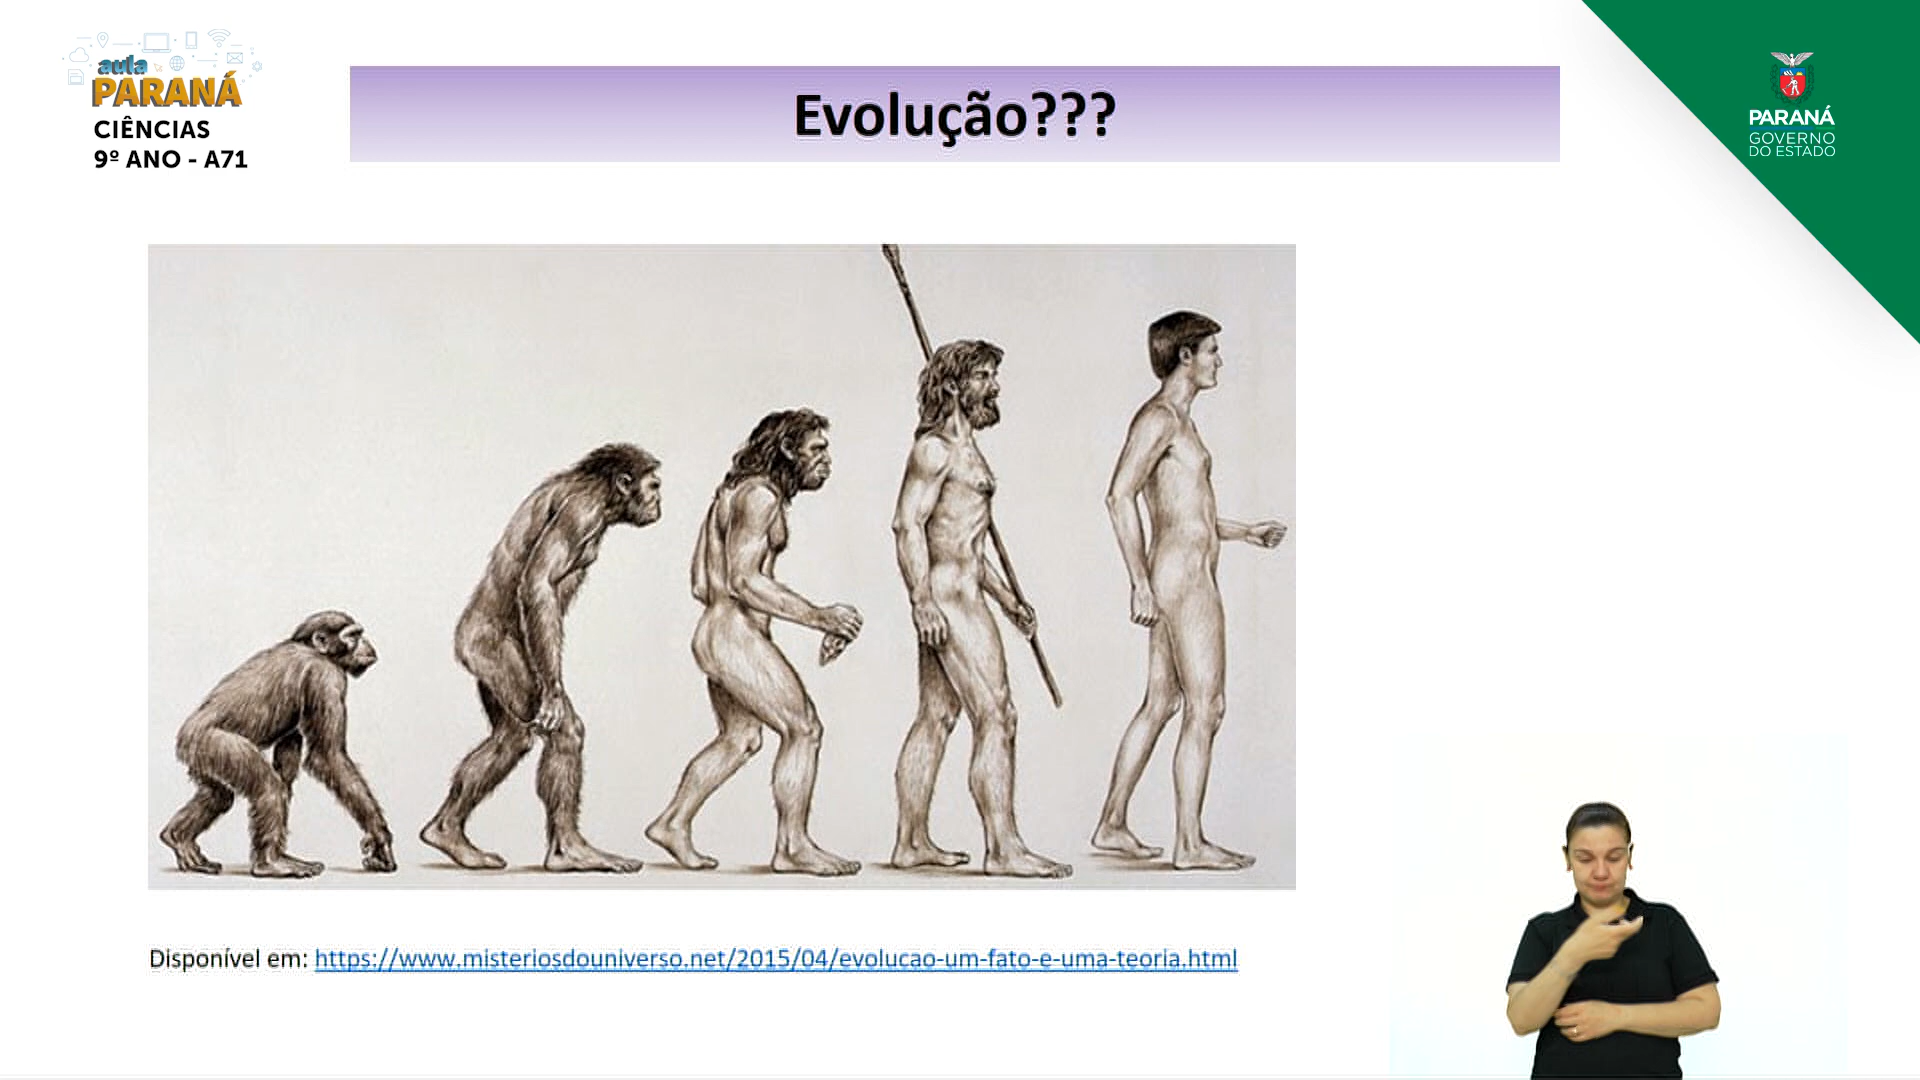 aula
PARANÁ
CIÊNCIAS
9º ANO - A71
Evolução???
PARANÁ
GOVERNO
DO ESTADO
Disponível em: https://www.misteriosdouniverso.net/2015/04/evolucao-um-fato-e-uma-teoria.html